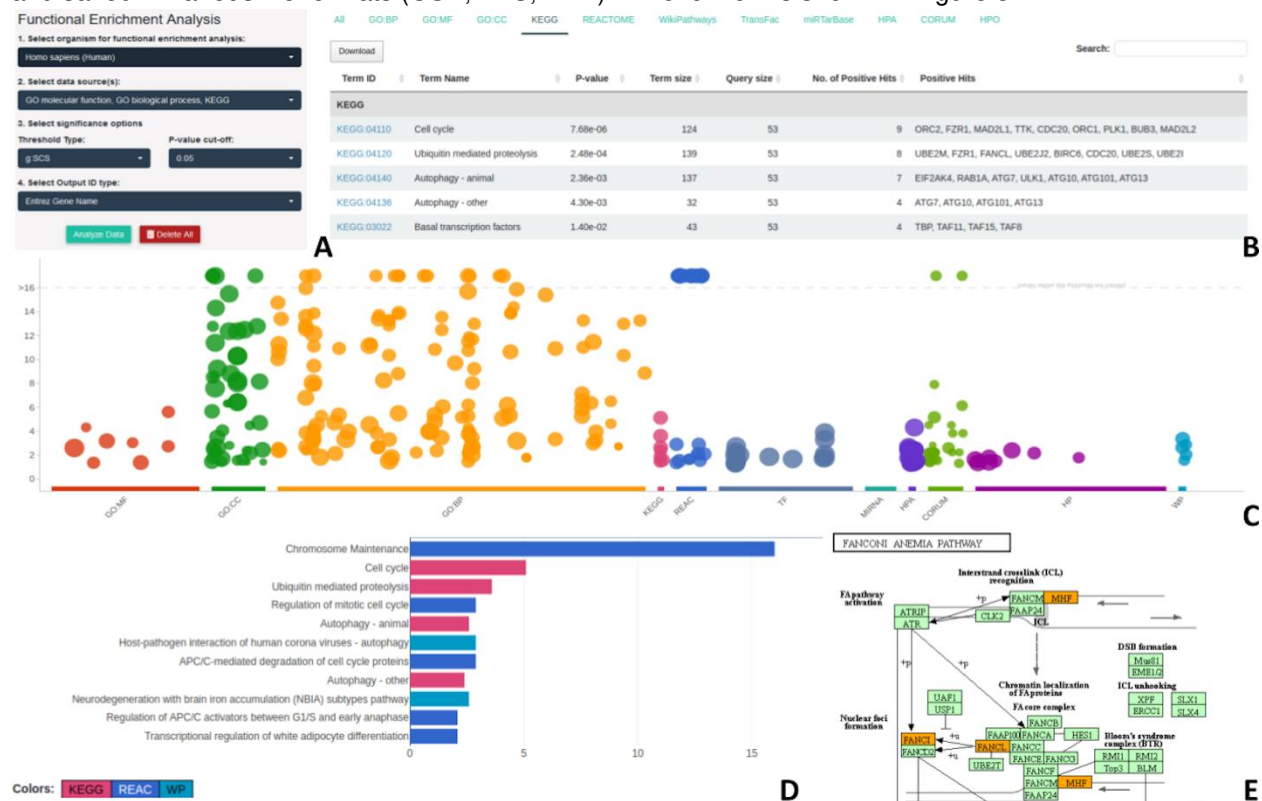 Functional Enrichment Analysis
1. Select organism for functional enrichment analysis:
Homo sapiens (Human)
2. Select data source(s):
GO molecular function, GO biological process, KEGG
3. Select significance options
Threshold Type: P-value cut-off:
g:SCS 0.05
4. Select Output ID type:
Entrez Gene Name
Analyze Data Delete All
A
All GO:BP GO:MF GO:CC KEGG REACTOME WikiPathways TransFac miRTarBase HPA CORUM HPO
Download Search:
Term ID Term Name P-value Term size Query size No. of Positive Hits Positive Hits
KEGG
KEGG:04110 Cell cycle 7.68e-06 124 53 9 ORC2, FZR1, MAD2L1, TTK, CDC20, ORC1, PLK1, BUB3, MAD2L2
KEGG:04120 Ubiquitin mediated proteolysis 2.48e-04 139 53 8 UBE2M, FZR1, FANCL, UBE2J2, BIRC6, CDC20, UBE2S, UBE2I
KEGG:04140 Autophagy - animal 2.36e-03 137 53 7 EIF2AK4, RAB1A, ATG7, ULK1, ATG10, ATG101, ATG13
KEGG:04136 Autophagy - other 4.30e-03 32 53 4 ATG7, ATG10, ATG101, ATG13
KEGG:03022 Basal transcription factors 1.40e-02 43 53 4 TBP, TAF11, TAF15, TAF8
B
>16
14
12
10
8
6
4
2
0
GO:MF GO:CC GO:BP KEGG REAC TF MIRNA HPA CORUM HP WP
C
Chromosome Maintenance
Cell cycle
Ubiquitin mediated proteolysis
Regulation of mitotic cell cycle
Autophagy - animal
Host-pathogen interaction of human corona viruses - autophagy
APC/C-mediated degradation of cell cycle proteins
Autophagy - other
Neurodegeneration with brain iron accumulation (NBIA) subtypes pathway
Regulation of APC/C activators between G1/S and early anaphase
Transcriptional regulation of white adipocyte differentiation
0 5 10 15
Colors: KEGG REAC WP
D
FANCONI ANEMIA PATHWAY
Interstrand crosslink (ICL)
recognition
FA pathway
activation
ATRIP
ATR
+p
CLK2
FANCM MHF
FAAP24
ICL
+p
+p
DSB formation
Mus81
EME1/2
Chromatin localization
of FA proteins
ICL unhooking
XPF SLX1
ERCC1 SLX4
UAF1
USP1
FA core complex
Nuclear foci
formation
FANCB
FAAP100 FANCA HES1
FANCI
FANCD2
+u
+u
FANCL FANCC
FANCE FANCG
UBE2T
FANCF
FANCM MHF
FAAP24
Bloom's syndrome
complex (BTR)
RMI1 RMI2
Top3 BLM
E